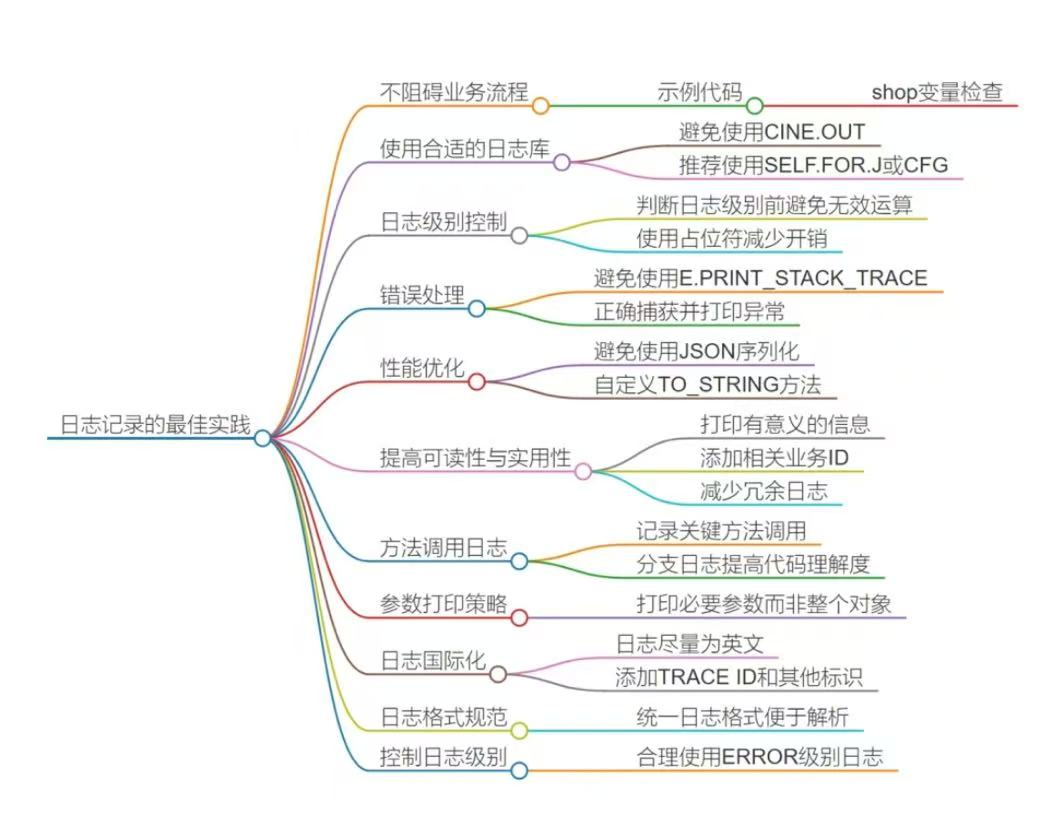 日志记录的最佳实践
不阻碍业务流程
示例代码
shop变量检查
使用合适的日志库
避免使用CINE.OUT
推荐使用SELF.FOR.J或CFG
日志级别控制
判断日志级别前避免无效运算
使用占位符减少开销
错误处理
避免使用E.PRINT_STACK_TRACE
正确捕获并打印异常
性能优化
避免使用JSON序列化
自定义TO_STRING方法
提高可读性与实用性
打印有意义的信息
添加相关业务ID
减少冗余日志
方法调用日志
记录关键方法调用
分支日志提高代码理解度
参数打印策略
打印必要参数而非整个对象
日志国际化
日志尽量为英文
添加TRACE ID和其他标识
日志格式规范
统一日志格式便于解析
控制日志级别
合理使用ERROR级别日志